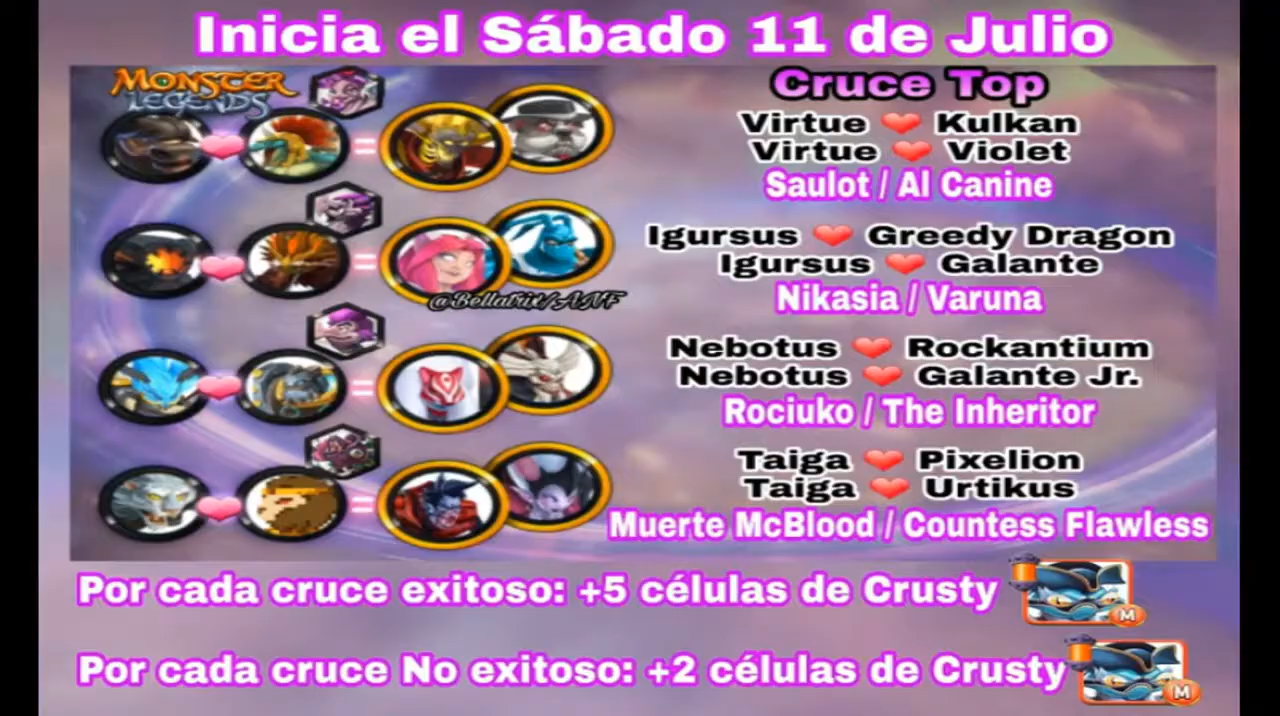 Inicia el Sábado 11 de Julio
MONSTER
LEGENDS
Cruce Top
Virtue ❤ Kulkan
Virtue ❤ Violet
Saulot / Al Canine
Igursus ❤ Greedy Dragon
Igursus ❤ Galante
Nikasia / Varuna
@Bellatrix/ANF
Nebotus ❤ Rockantium
Nebotus ❤ Galante Jr.
Rociuko / The Inheritor
Taiga ❤ Pixelion
Taiga ❤ Urtikus
Muerte McBlood / Countess Flawless
Por cada cruce exitoso: +5 células de Crusty
M
Por cada cruce No exitoso: +2 células de Crusty
M